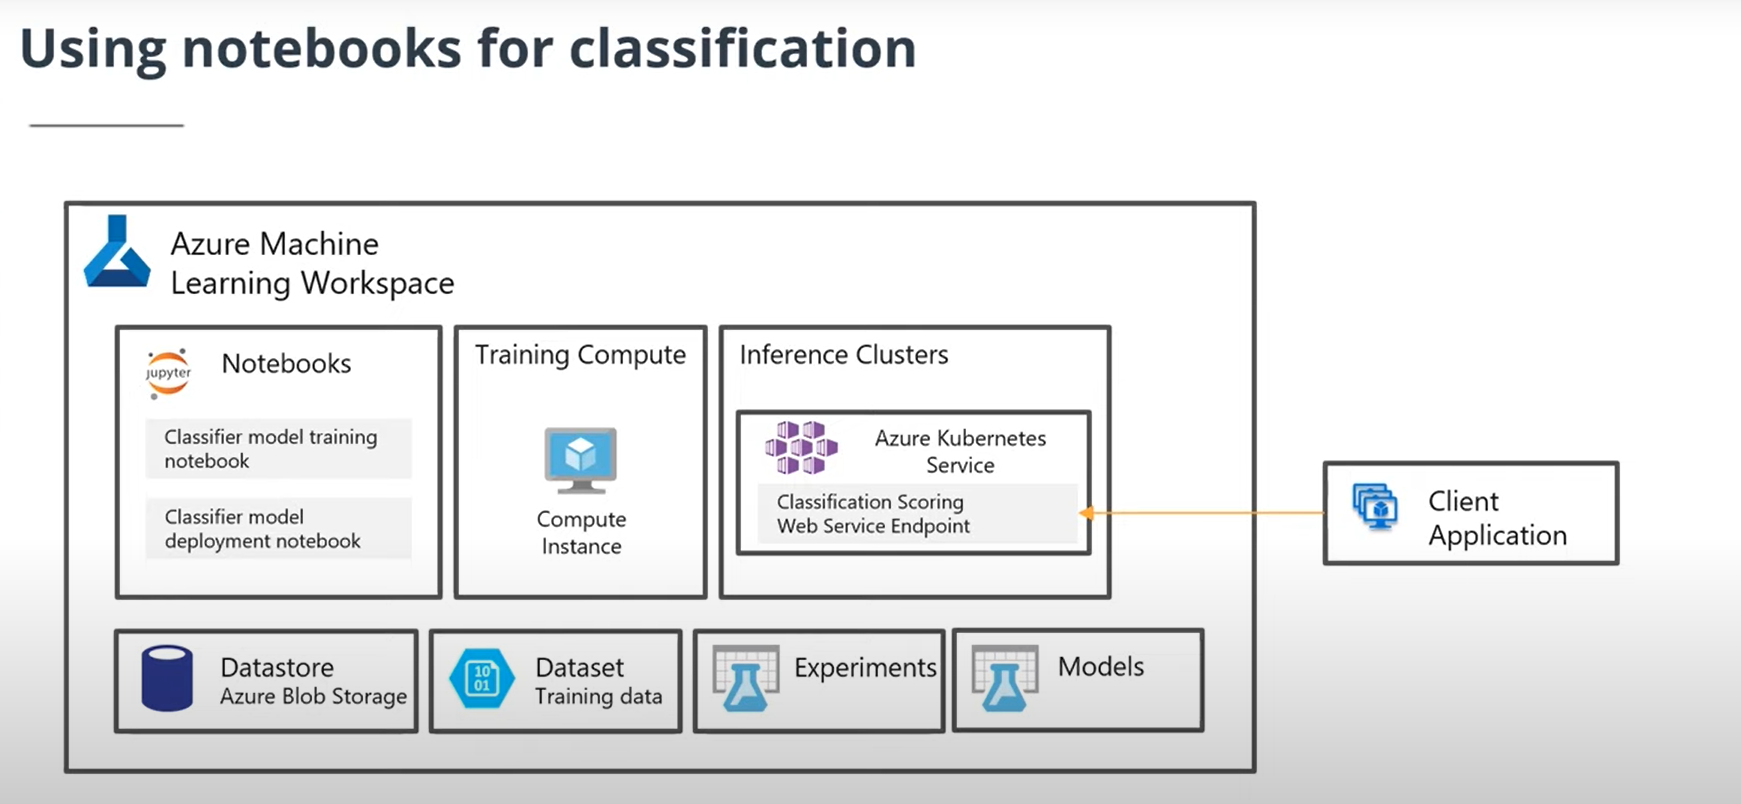 Using notebooks for classification
Azure Machine
Learning Workspace
jupyter
Notebooks
Classifier model training
notebook
Classifier model
deployment notebook
Training Compute
Compute
Instance
Inference Clusters
Azure Kubernetes
Service
Classification Scoring
Web Service Endpoint
Client
Application
Datastore
Azure Blob Storage
10
01
Dataset
Training data
Experiments
Models